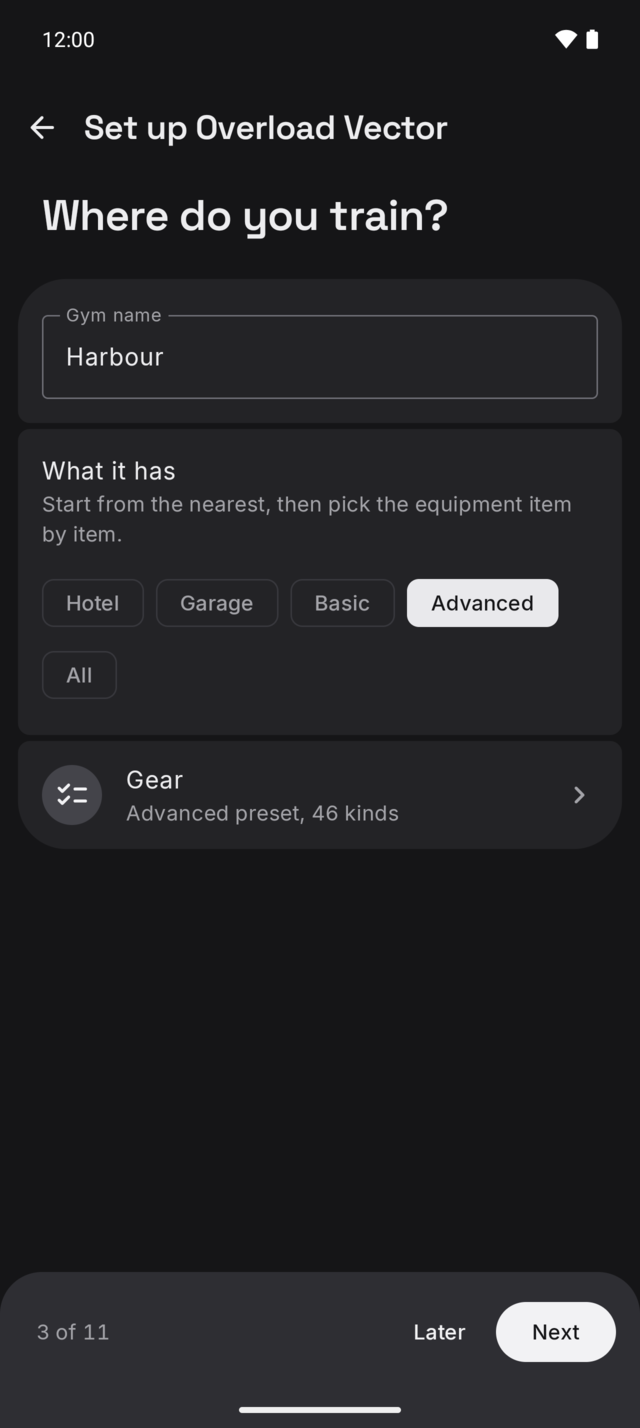 12:00
Set up Overload Vector
Where do you train?
Gym name
Harbour
What it has
Start from the nearest, then pick the equipment item
by item.
Hotel
Garage
Basic
Advanced
All
Gear
Advanced preset, 46 kinds
3 of 11
Later
Next